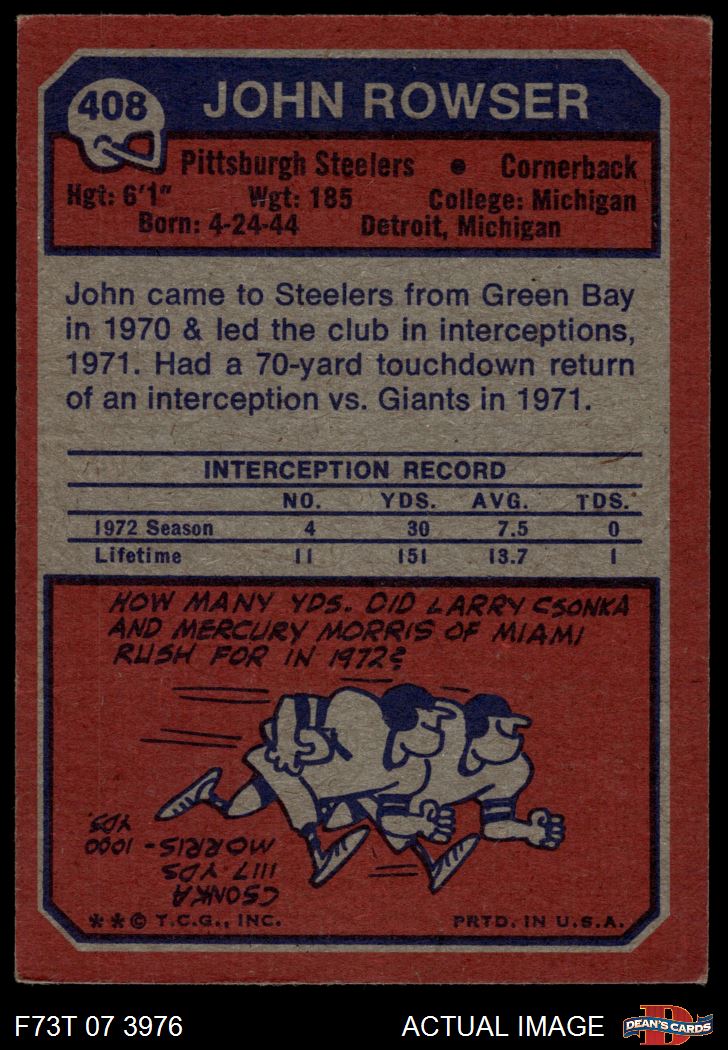 408
JOHN ROWSER
Pittsburgh Steelers • Cornerback
Hgt: 6'1" Wgt: 185 College: Michigan
Born: 4-24-44 Detroit, Michigan
John came to Steelers from Green Bay
in 1970 & led the club in interceptions,
1971. Had a 70-yard touchdown return
of an interception vs. Giants in 1971.
INTERCEPTION RECORD
NO. YDS. AVG. TDS.
1972 Season 4 30 7.5 0
Lifetime 11 151 13.7 1
HOW MANY YDS. DID LARRY CSONKA
AND MERCURY MORRIS OF MIAMI
RUSH FOR IN 1972?
CSONKA
1117 YDS
MORRIS - 1000
YDS.
**© T.C.G., INC. PRTD. IN U.S.A.
F73T 07 3976 ACTUAL IMAGE
D
DEAN'S CARDS